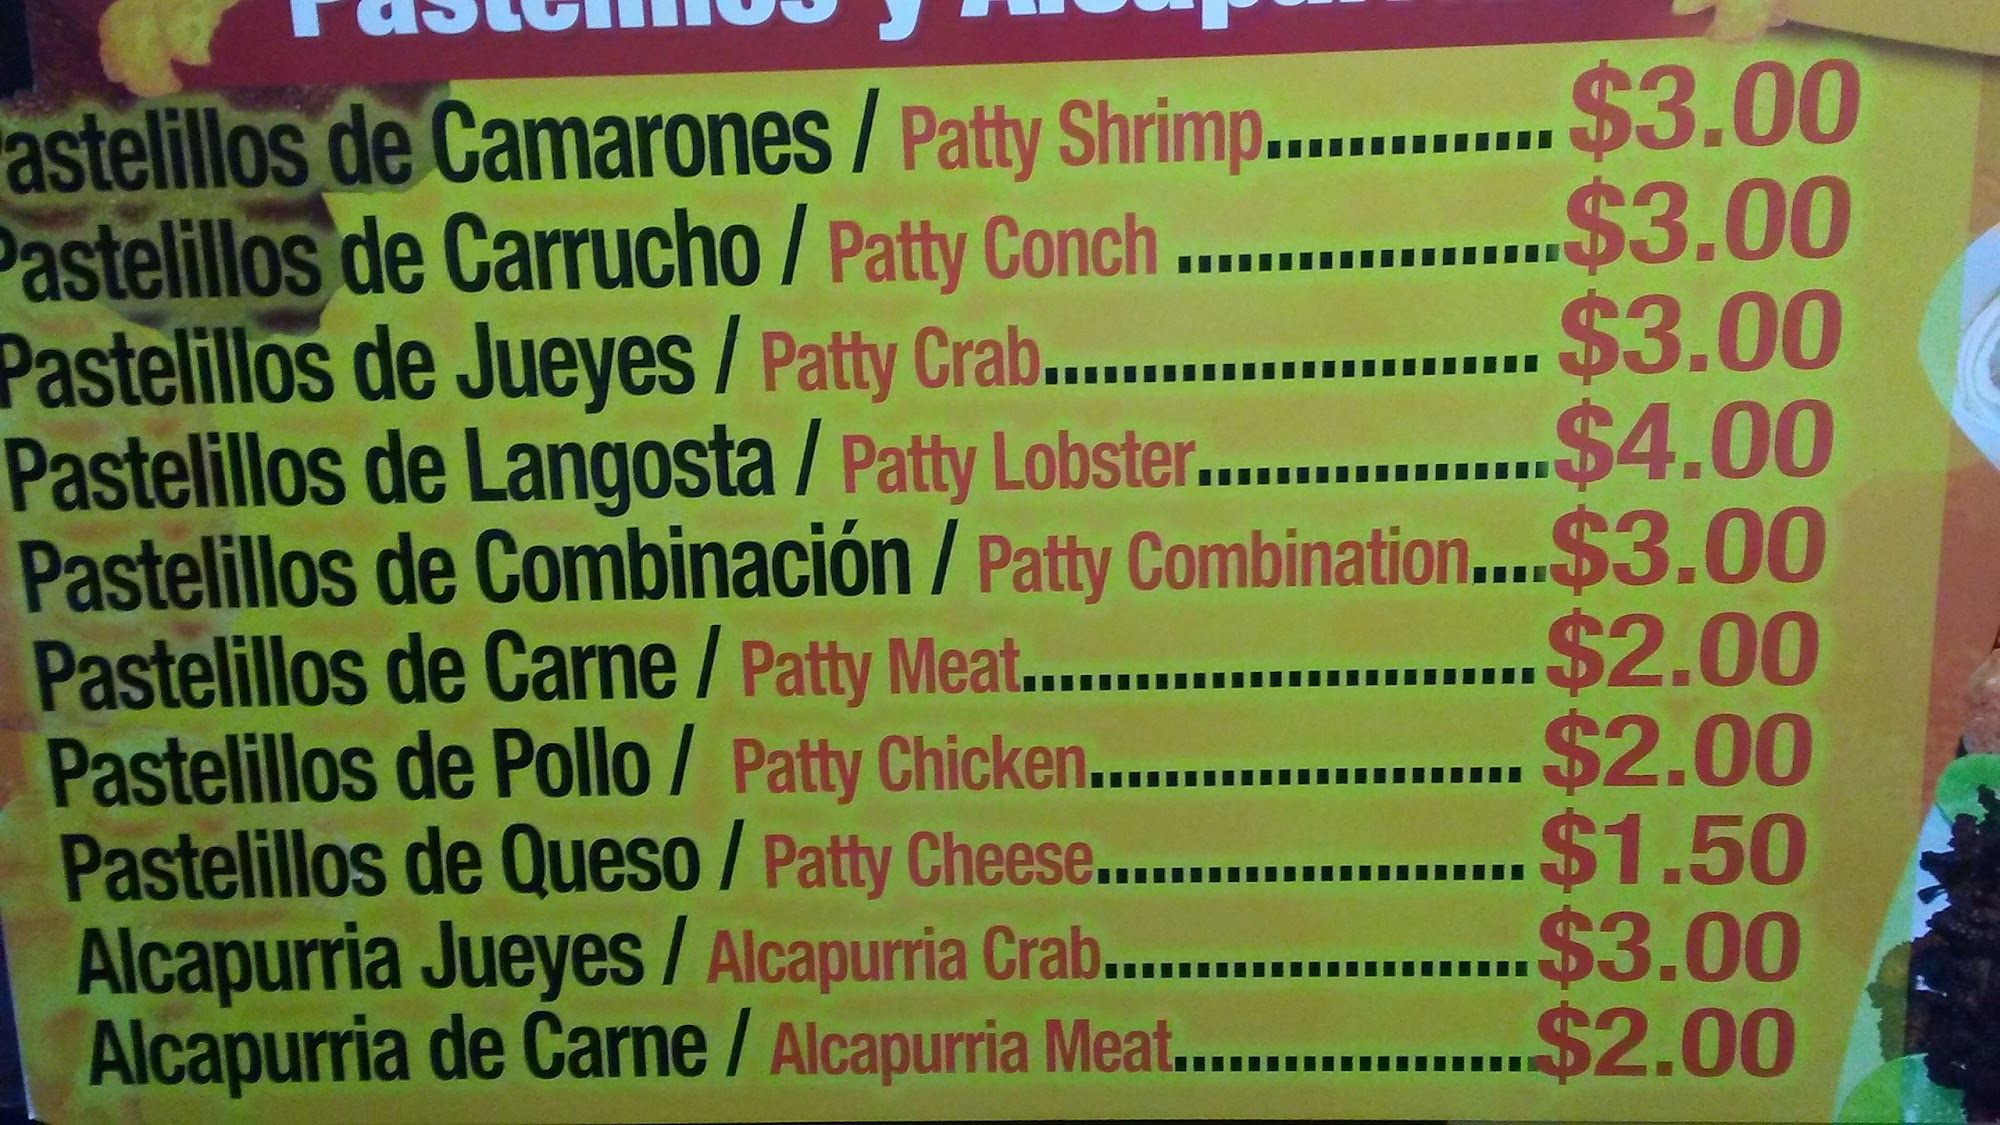 Pastelillos y Alcapurrias
Pastelillos de Camarones / Patty Shrimp.............. $3.00
Pastelillos de Carrucho / Patty Conch ...................$3.00
Pastelillos de Jueyes / Patty Crab......................... $3.00
Pastelillos de Langosta / Patty Lobster..................$4.00
Pastelillos de Combinación / Patty Combination....$3.00
Pastelillos de Carne / Patty Meat...........................$2.00
Pastelillos de Pollo / Patty Chicken....................... $2.00
Pastelillos de Queso / Patty Cheese....................... $1.50
Alcapurria Jueyes / Alcapurria Crab.......................$3.00
Alcapurria de Carne / Alcapurria Meat....................$2.00